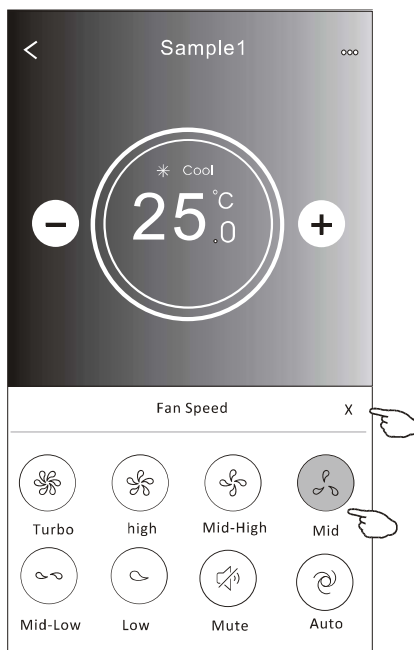 Sample1
Cool
25.0°C
Fan Speed X
Turbo high Mid-High Mid
Mid-Low Low Mute Auto